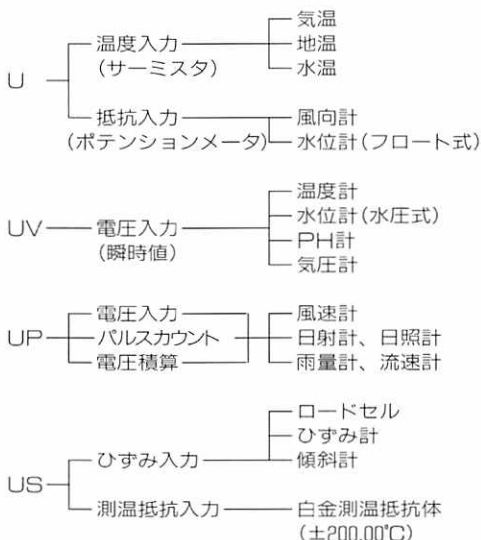 気温
温度入力 地温
(サーミスタ) 水温
U
抵抗入力 風向計
(ポテンションメータ) 水位計(フロート式)
温度計
UV 電圧入力 水位計(水圧式)
(瞬時値) PH計
気圧計
電圧入力 風速計
UP パルスカウント 日射計、日照計
電圧積算 雨量計、流速計
ロードセル
ひずみ入力 ひずみ計
傾斜計
US
測温抵抗入力 白金測温抵抗体
(±200.00℃)